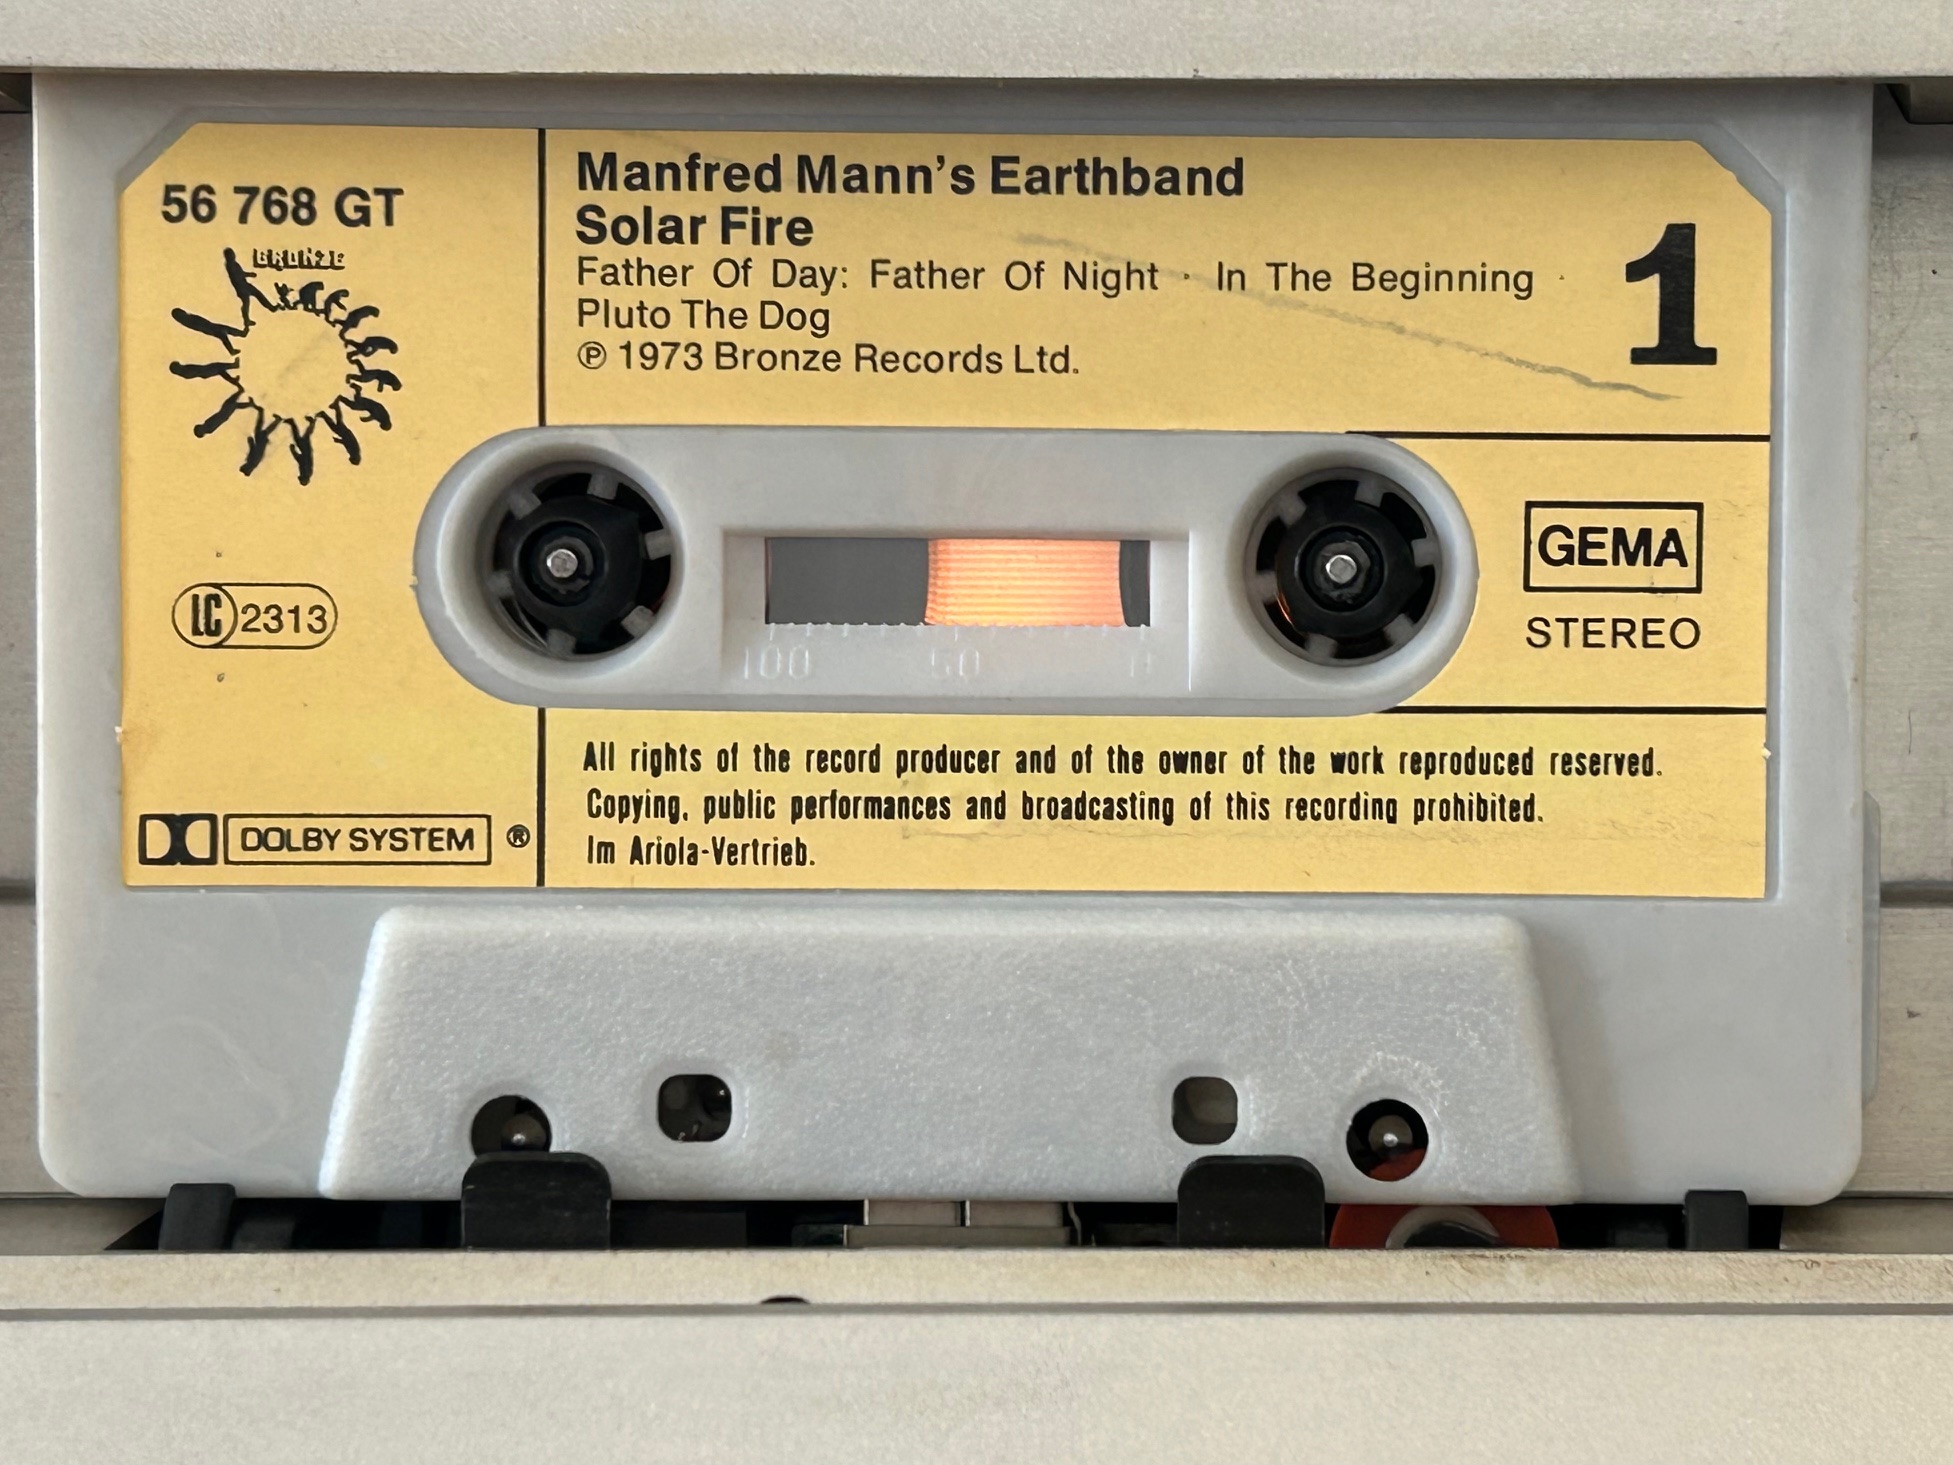 56 768 GT
BRONZE
LC 2313
DOLBY SYSTEM ®
Manfred Mann's Earthband
Solar Fire
Father Of Day: Father Of Night · In The Beginning ·
Pluto The Dog
℗ 1973 Bronze Records Ltd.
1
100 50 0
GEMA
STEREO
All rights of the record producer and of the owner of the work reproduced reserved.
Copying, public performances and broadcasting of this recording prohibited.
Im Ariola-Vertrieb.